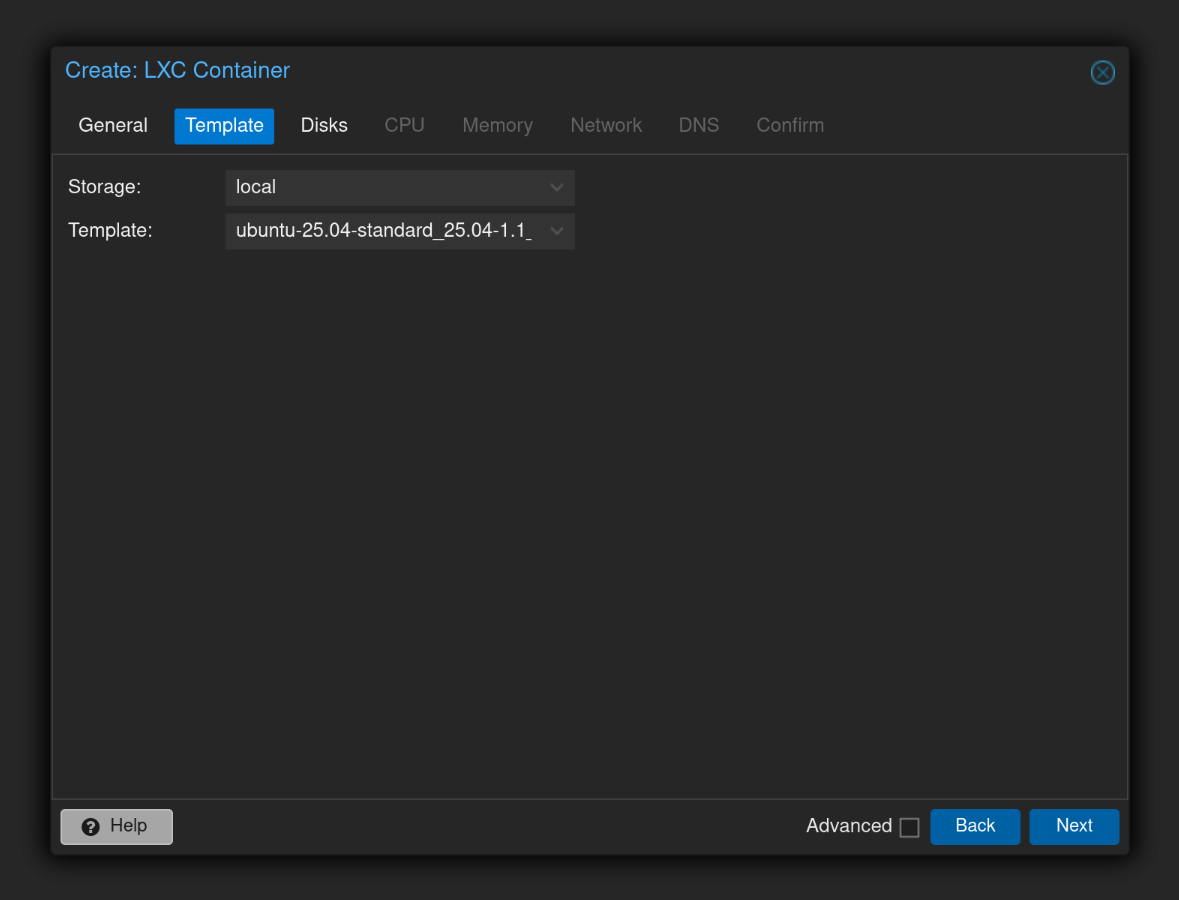 Create: LXC Container
General Template Disks CPU Memory Network DNS Confirm
Storage: local
Template: ubuntu-25.04-standard_25.04-1.1_
Help Advanced Back Next